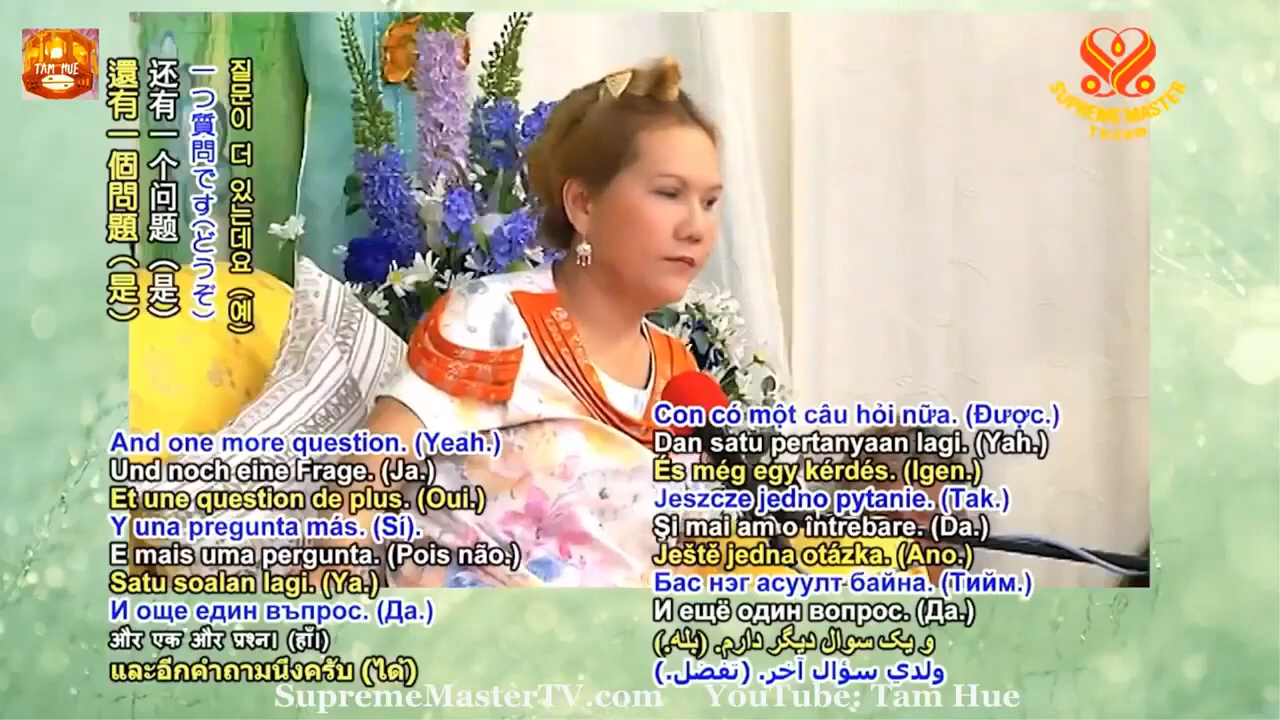 TAM HUE
SUPREME MASTER
TV.com
還有一個問題（是）
还有一个问题（是）
一つ質問です(どうぞ)
질문이 더 있는데요 (예)
And one more question. (Yeah.)
Und noch eine Frage. (Ja.)
Et une question de plus. (Oui.)
Y una pregunta más. (Sí).
E mais uma pergunta. (Pois não.)
Satu soalan lagi. (Ya.)
И още един въпрос. (Да.)
और एक और प्रश्न। (हाँ।)
และอีกคำถามนึงครับ (ได้)
Con có một câu hỏi nữa. (Được.)
Dan satu pertanyaan lagi. (Yah.)
És még egy kérdés. (Igen.)
Jeszcze jedno pytanie. (Tak.)
Şi mai am o întrebare. (Da.)
Ještě jedna otázka. (Ano.)
Бас нэг асуулт байна. (Тийм.)
И ещё один вопрос. (Да.)
و یک سوال دیگر دارم. (بله.)
ولدي سؤال آخر. (تفضل.)
SupremeMasterTV.com YouTube: Tam Hue